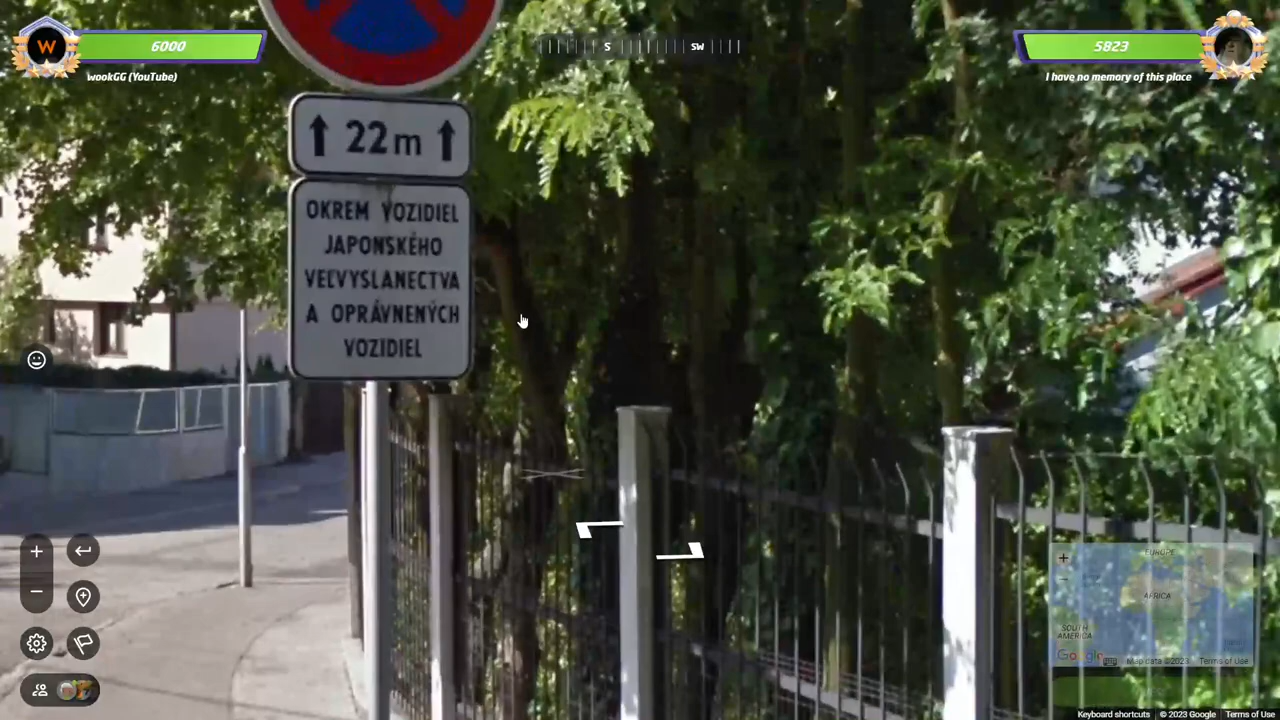 6000
S
SW
5823
W
wookGG (YouTube)
I have no memory of this place
22m
OKREM VOZIDIEL
JAPONSKÉHO
VEĽVYSLANECTVA
A OPRÁVNENÝCH
VOZIDIEL
EUROPE
AFRICA
SOUTH
AMERICA
Google
Map data ©2023
Terms of Use
Keyboard shortcuts
© 2023 Google
Terms of Use